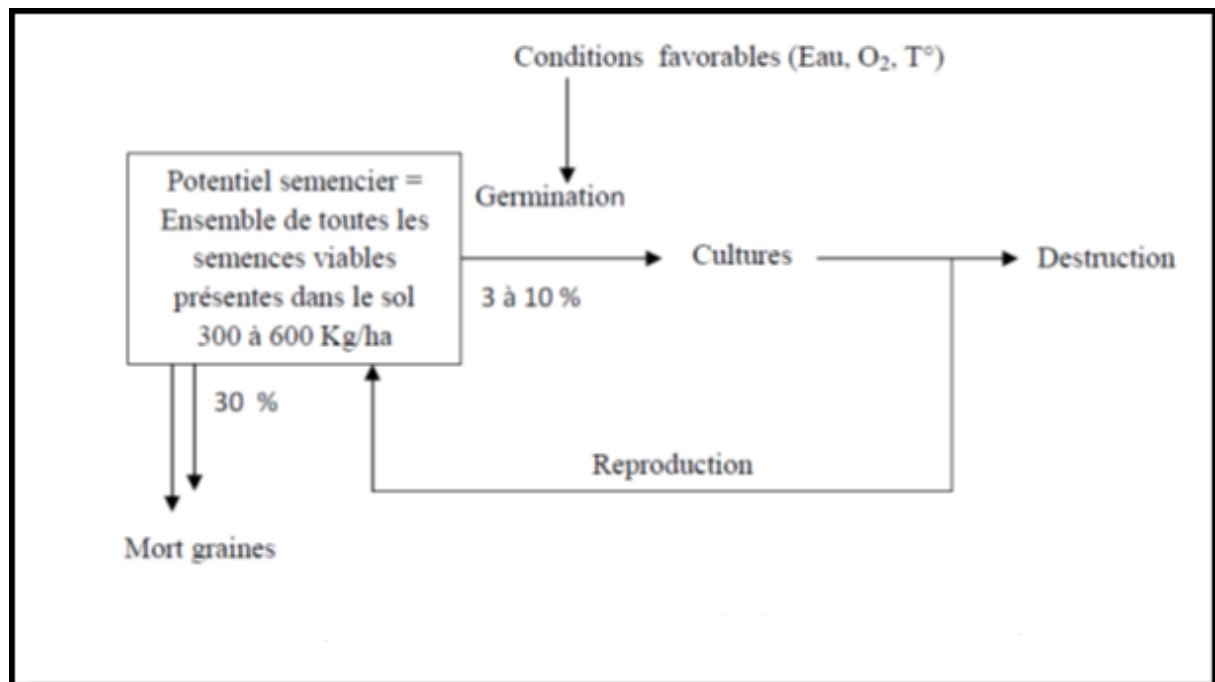 Conditions favorables (Eau, O₂, T°)
Potentiel semencier =
Ensemble de toutes les
semences viables
présentes dans le sol
300 à 600 Kg/ha
Germination
3 à 10 %
Cultures
Destruction
30 %
Reproduction
Mort graines